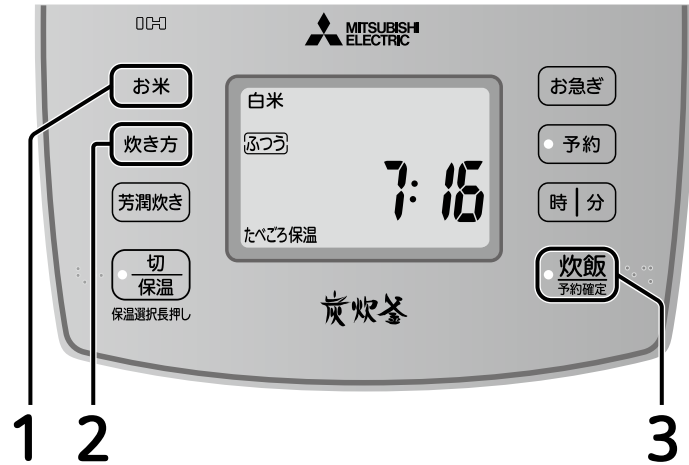 MITSUBISHI
ELECTRIC
お米
炊き方
芳潤炊き
切
保温
保温選択長押し
白米
ふつう
7:16
たべごろ保温
炭炊釜
お急ぎ
予約
時|分
炊飯
予約確定
1
2
3